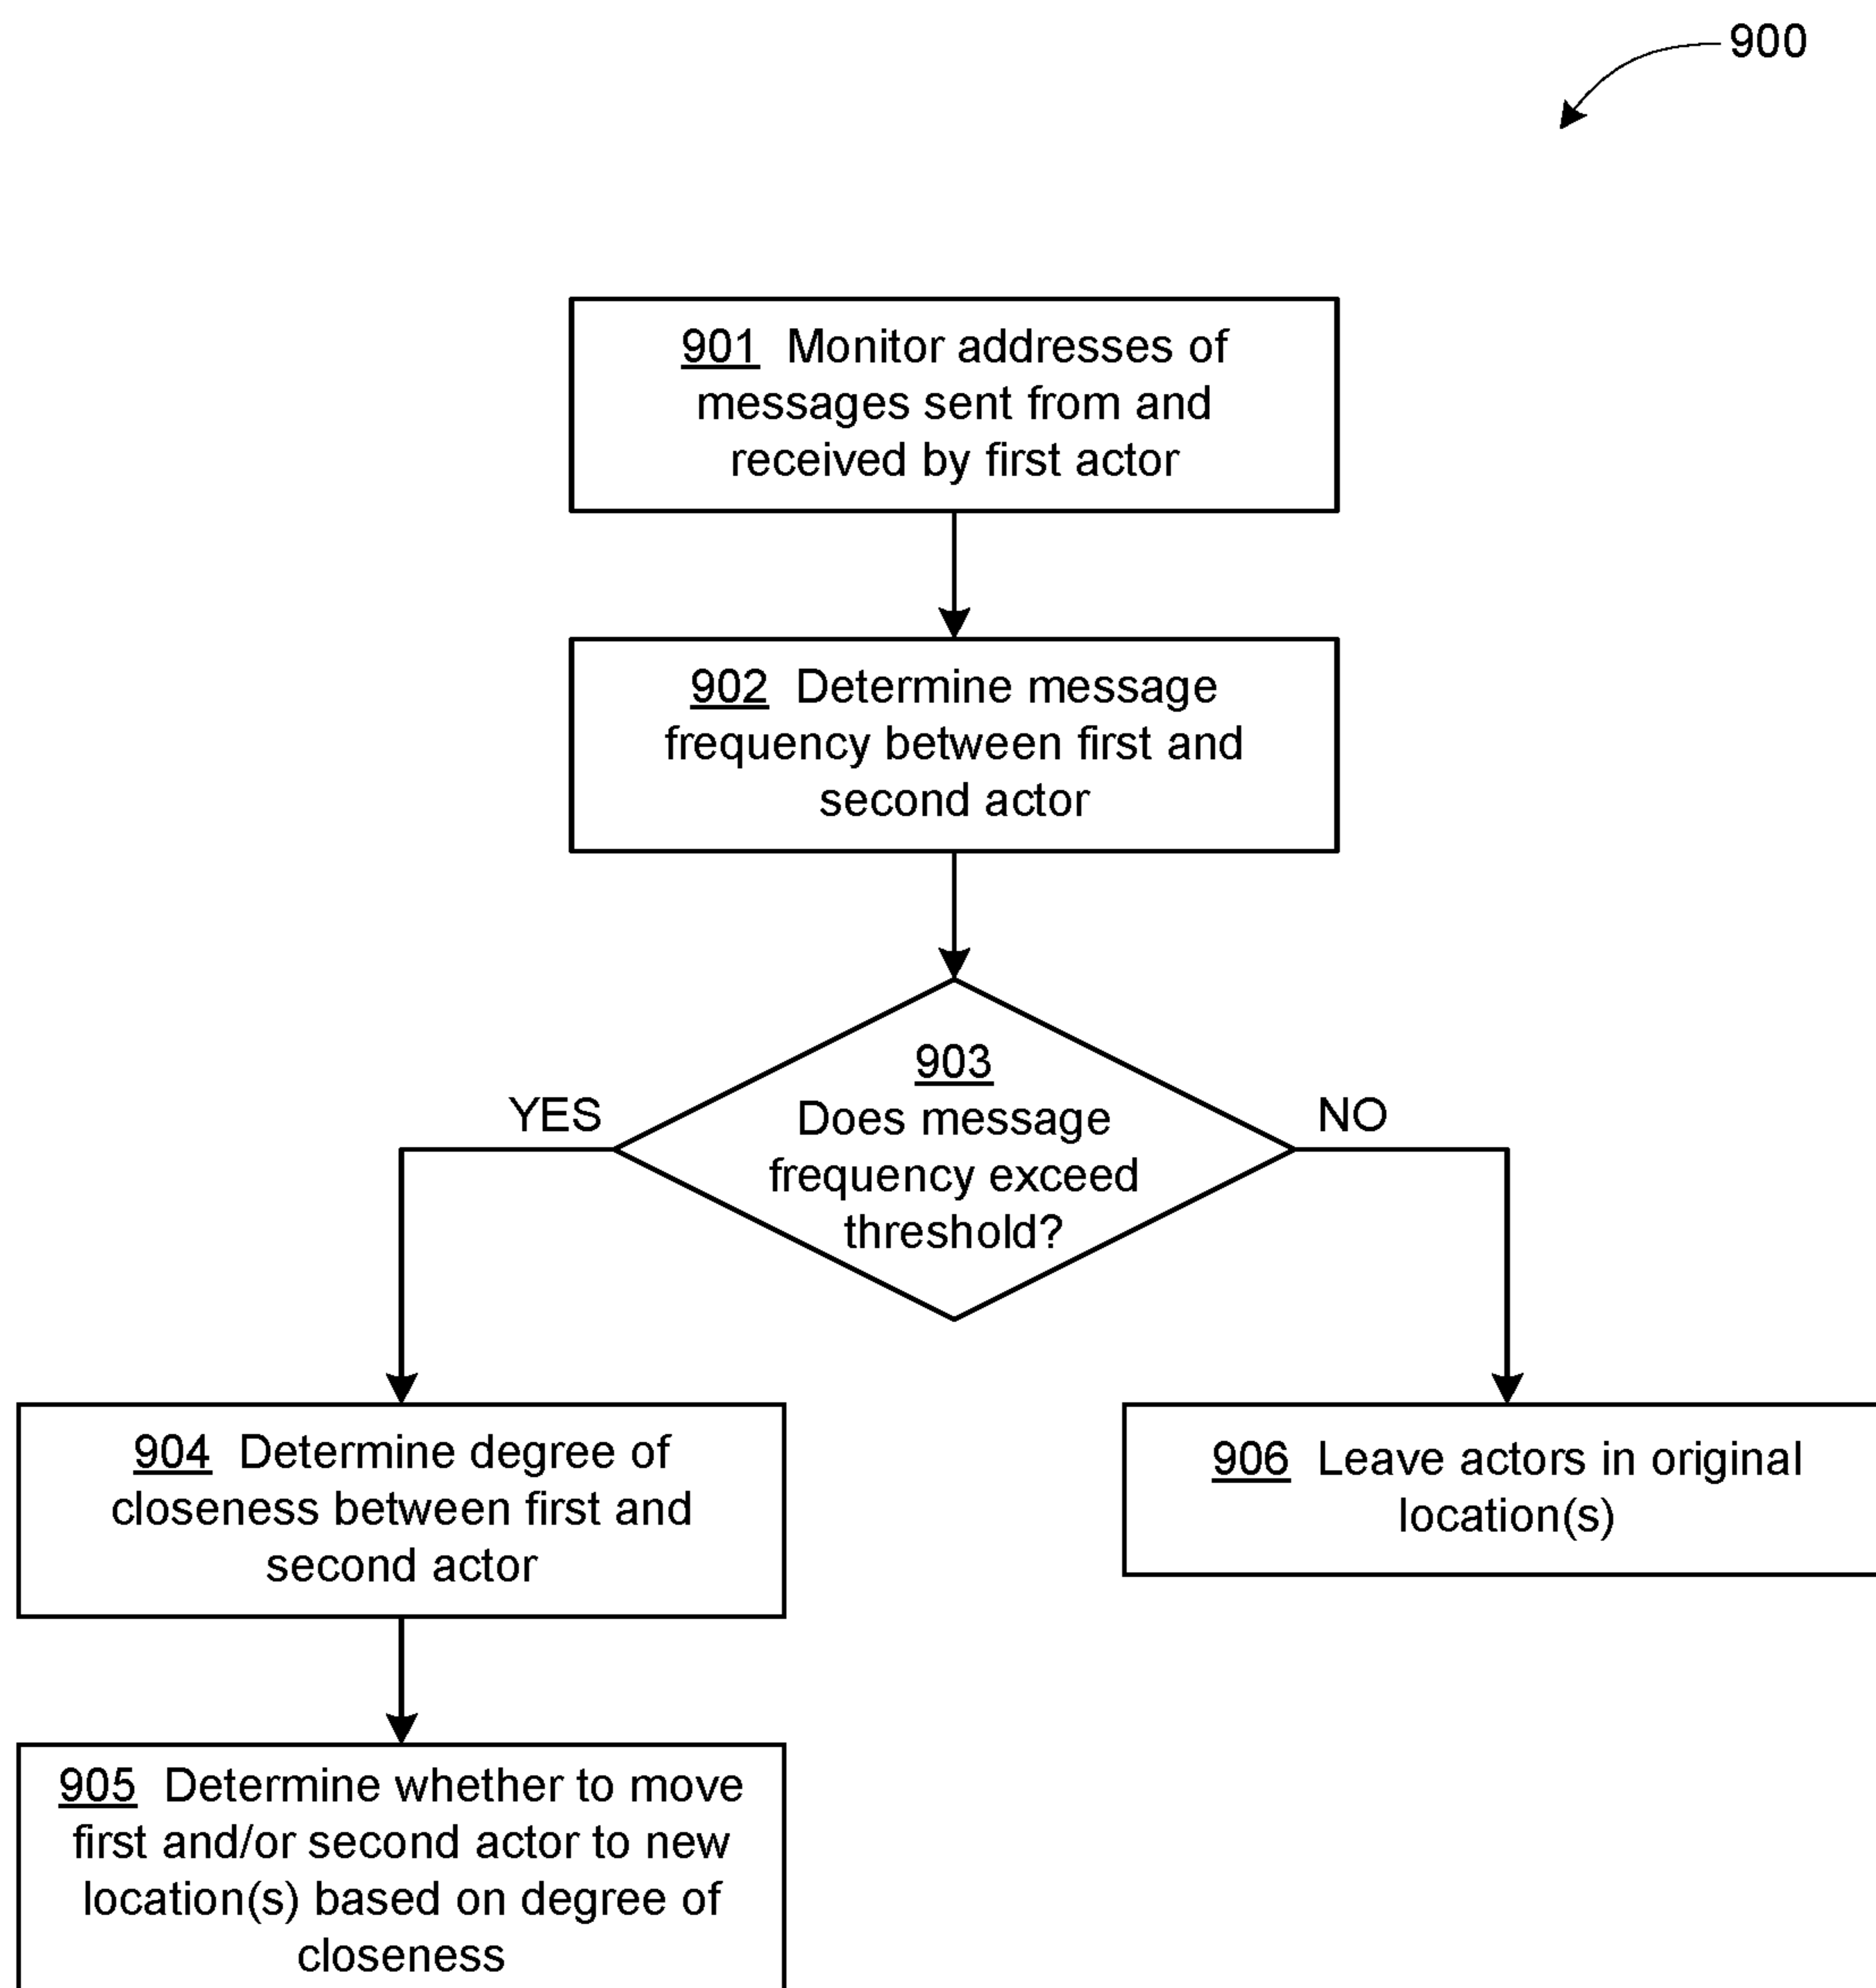 900
901 Monitor addresses of
messages sent from and
received by first actor
902 Determine message
frequency between first and
second actor
903
Does message
frequency exceed
threshold?
YES
NO
904 Determine degree of
closeness between first and
second actor
906 Leave actors in original
location(s)
905 Determine whether to move
first and/or second actor to new
location(s) based on degree of
closeness